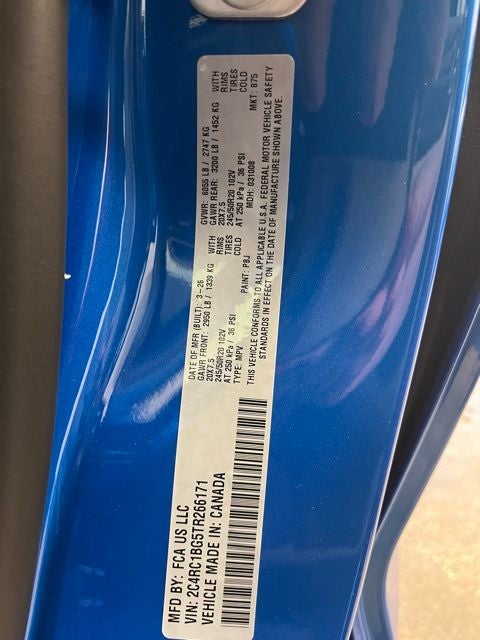 MFD BY: FCA US LLC
VIN: 2C4RC1BG5TR266171
VEHICLE MADE IN: CANADA
DATE OF MFR (BUILT): 3-26
GVWR: 6055 LB / 2747 KG
GAWR FRONT: 2950 LB / 1339 KG WITH
20X7.5 RIMS
245/50R20 102V TIRES
AT 250 kPa / 36 PSI COLD
GAWR REAR: 3200 LB / 1452 KG WITH
20X7.5 RIMS
245/50R20 102V TIRES
AT 250 kPa / 36 PSI COLD
TYPE: MPV
PAINT: PBJ
MDH: 031008
MKT: 875
THIS VEHICLE CONFORMS TO ALL APPLICABLE U.S.A. FEDERAL MOTOR VEHICLE SAFETY
STANDARDS IN EFFECT ON THE DATE OF MANUFACTURE SHOWN ABOVE.